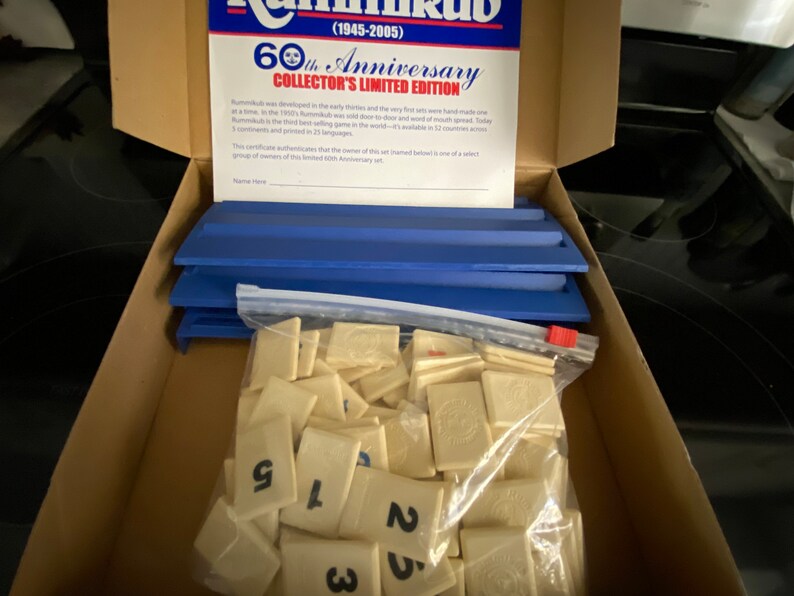 Rummikub
(1945-2005)
60th Anniversary
COLLECTOR'S LIMITED EDITION
Rummikub was developed in the early thirties and the very first sets were hand-made one
at a time. In the 1950's Rummikub was sold door-to-door and word of mouth spread. Today
Rummikub is the third best-selling game in the world—it's available in 52 countries across
5 continents and printed in 25 languages.
This certificate authenticates that the owner of this set (named below) is one of a select
group of owners of this limited 60th Anniversary set.
Name Here
5
1
2
3
5